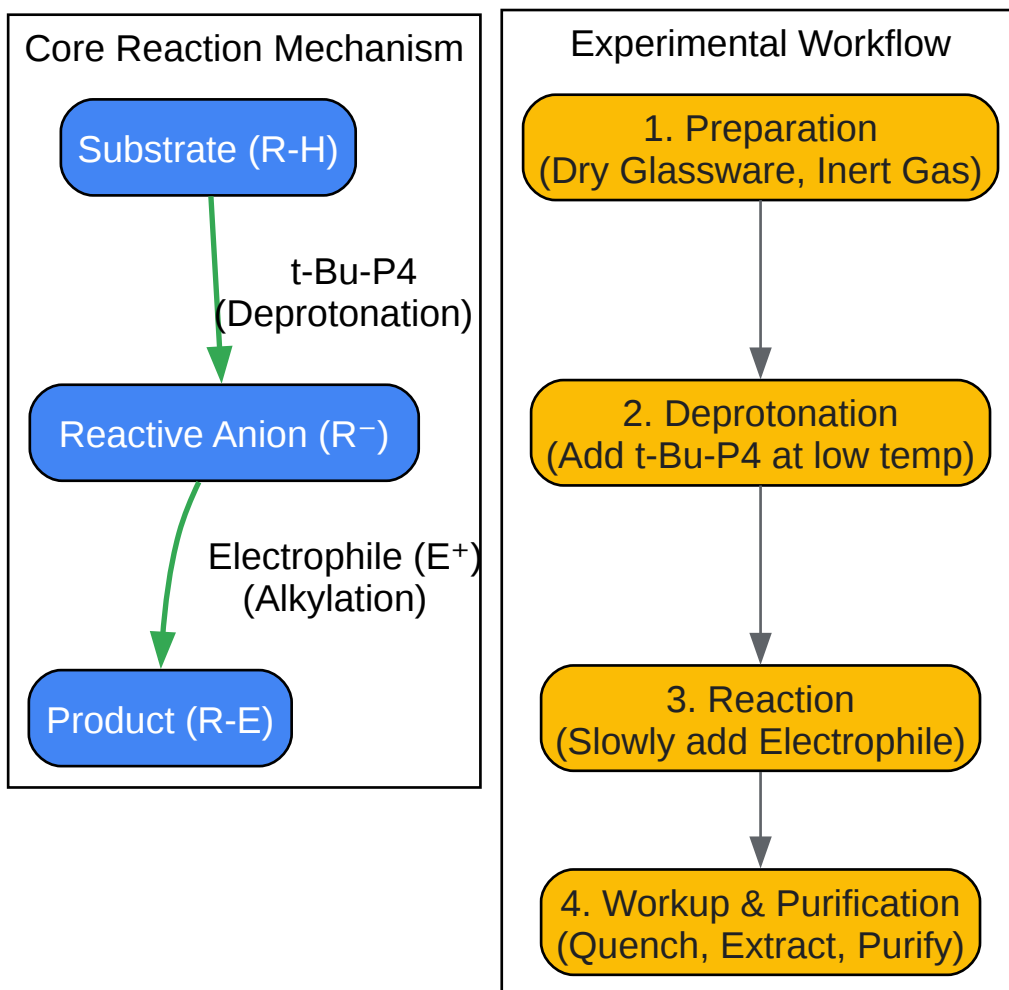 Core Reaction Mechanism
Substrate (R-H)
t-Bu-P4
(Deprotonation)
Reactive Anion (R⁻)
Electrophile (E⁺)
(Alkylation)
Product (R-E)
Experimental Workflow
1. Preparation
(Dry Glassware, Inert Gas)
2. Deprotonation
(Add t-Bu-P4 at low temp)
3. Reaction
(Slowly add Electrophile)
4. Workup & Purification
(Quench, Extract, Purify)